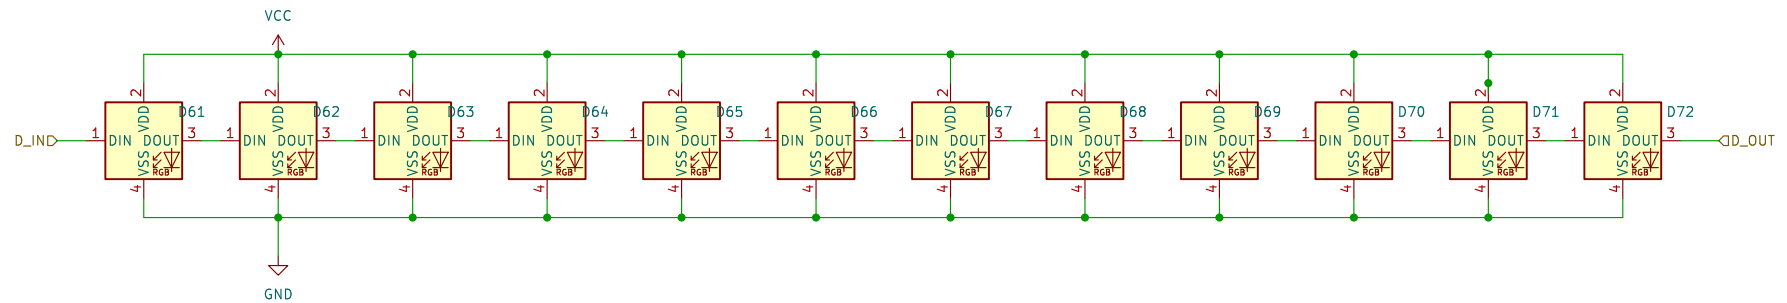 VCC
D61 D62 D63 D64 D65 D66 D67 D68 D69 D70 D71 D72
2 2 2 2 2 2 2 2 2 2 2 2
VDD VDD VDD VDD VDD VDD VDD VDD VDD VDD VDD VDD
D_IN 1 DIN DOUT 3 1 DIN DOUT 3 1 DIN DOUT 3 1 DIN DOUT 3 1 DIN DOUT 3 1 DIN DOUT 3 1 DIN DOUT 3 1 DIN DOUT 3 1 DIN DOUT 3 1 DIN DOUT 3 1 DIN DOUT 3 1 DIN DOUT 3 D_OUT
VSS VSS VSS VSS VSS VSS VSS VSS VSS VSS VSS VSS
RGB RGB RGB RGB RGB RGB RGB RGB RGB RGB RGB RGB
4 4 4 4 4 4 4 4 4 4 4 4
GND